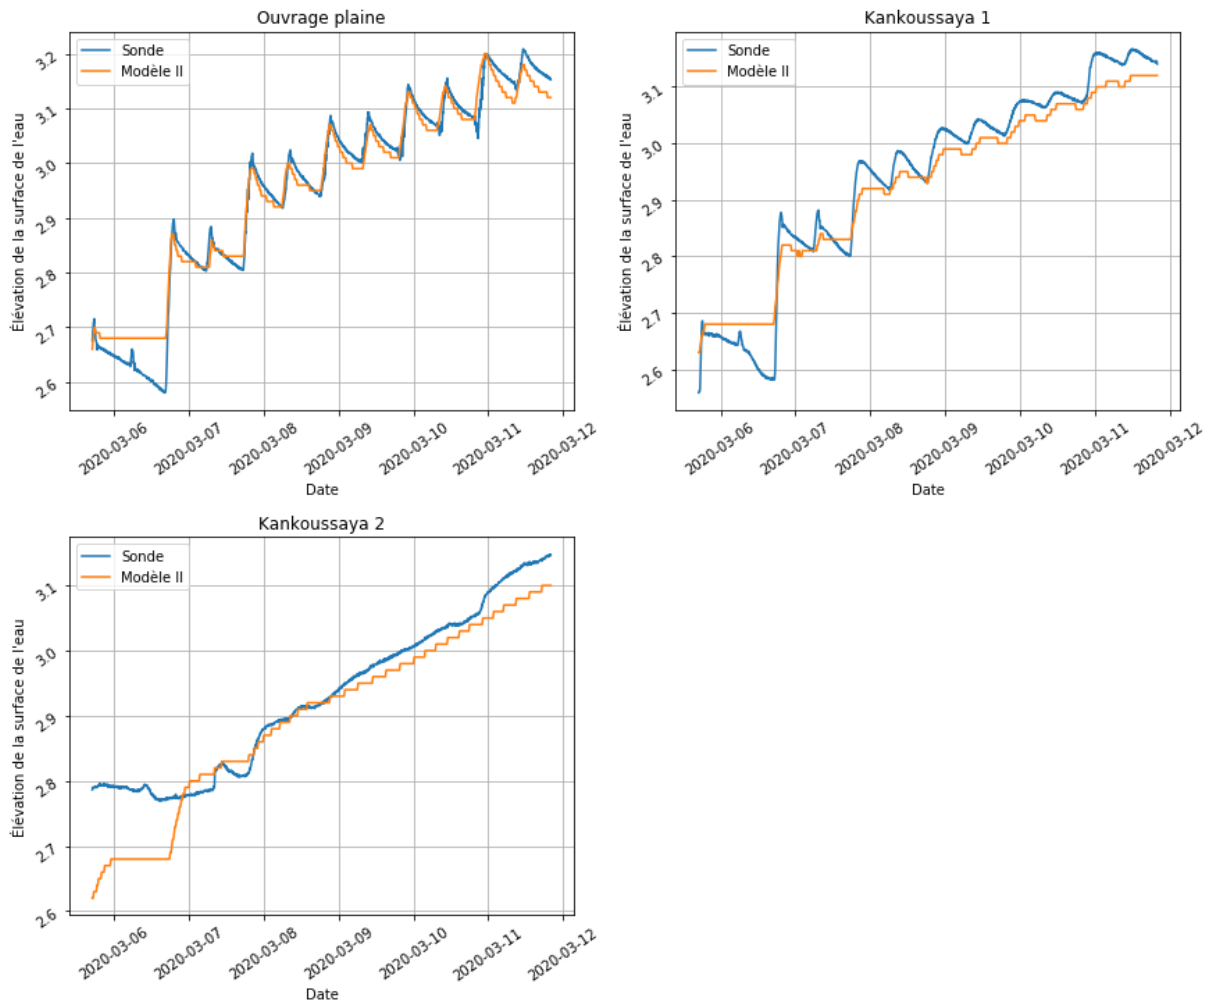 Ouvrage plaine
Sonde
Modèle II
Élévation de la surface de l'eau
3.2
3.1
3.0
2.9
2.8
2.7
2.6
2020-03-06
2020-03-07
2020-03-08
2020-03-09
2020-03-10
2020-03-11
2020-03-12
Date
Kankoussaya 1
Sonde
Modèle II
Élévation de la surface de l'eau
3.1
3.0
2.9
2.8
2.7
2.6
2020-03-06
2020-03-07
2020-03-08
2020-03-09
2020-03-10
2020-03-11
2020-03-12
Date
Kankoussaya 2
Sonde
Modèle II
Élévation de la surface de l'eau
3.1
3.0
2.9
2.8
2.7
2.6
2020-03-06
2020-03-07
2020-03-08
2020-03-09
2020-03-10
2020-03-11
2020-03-12
Date